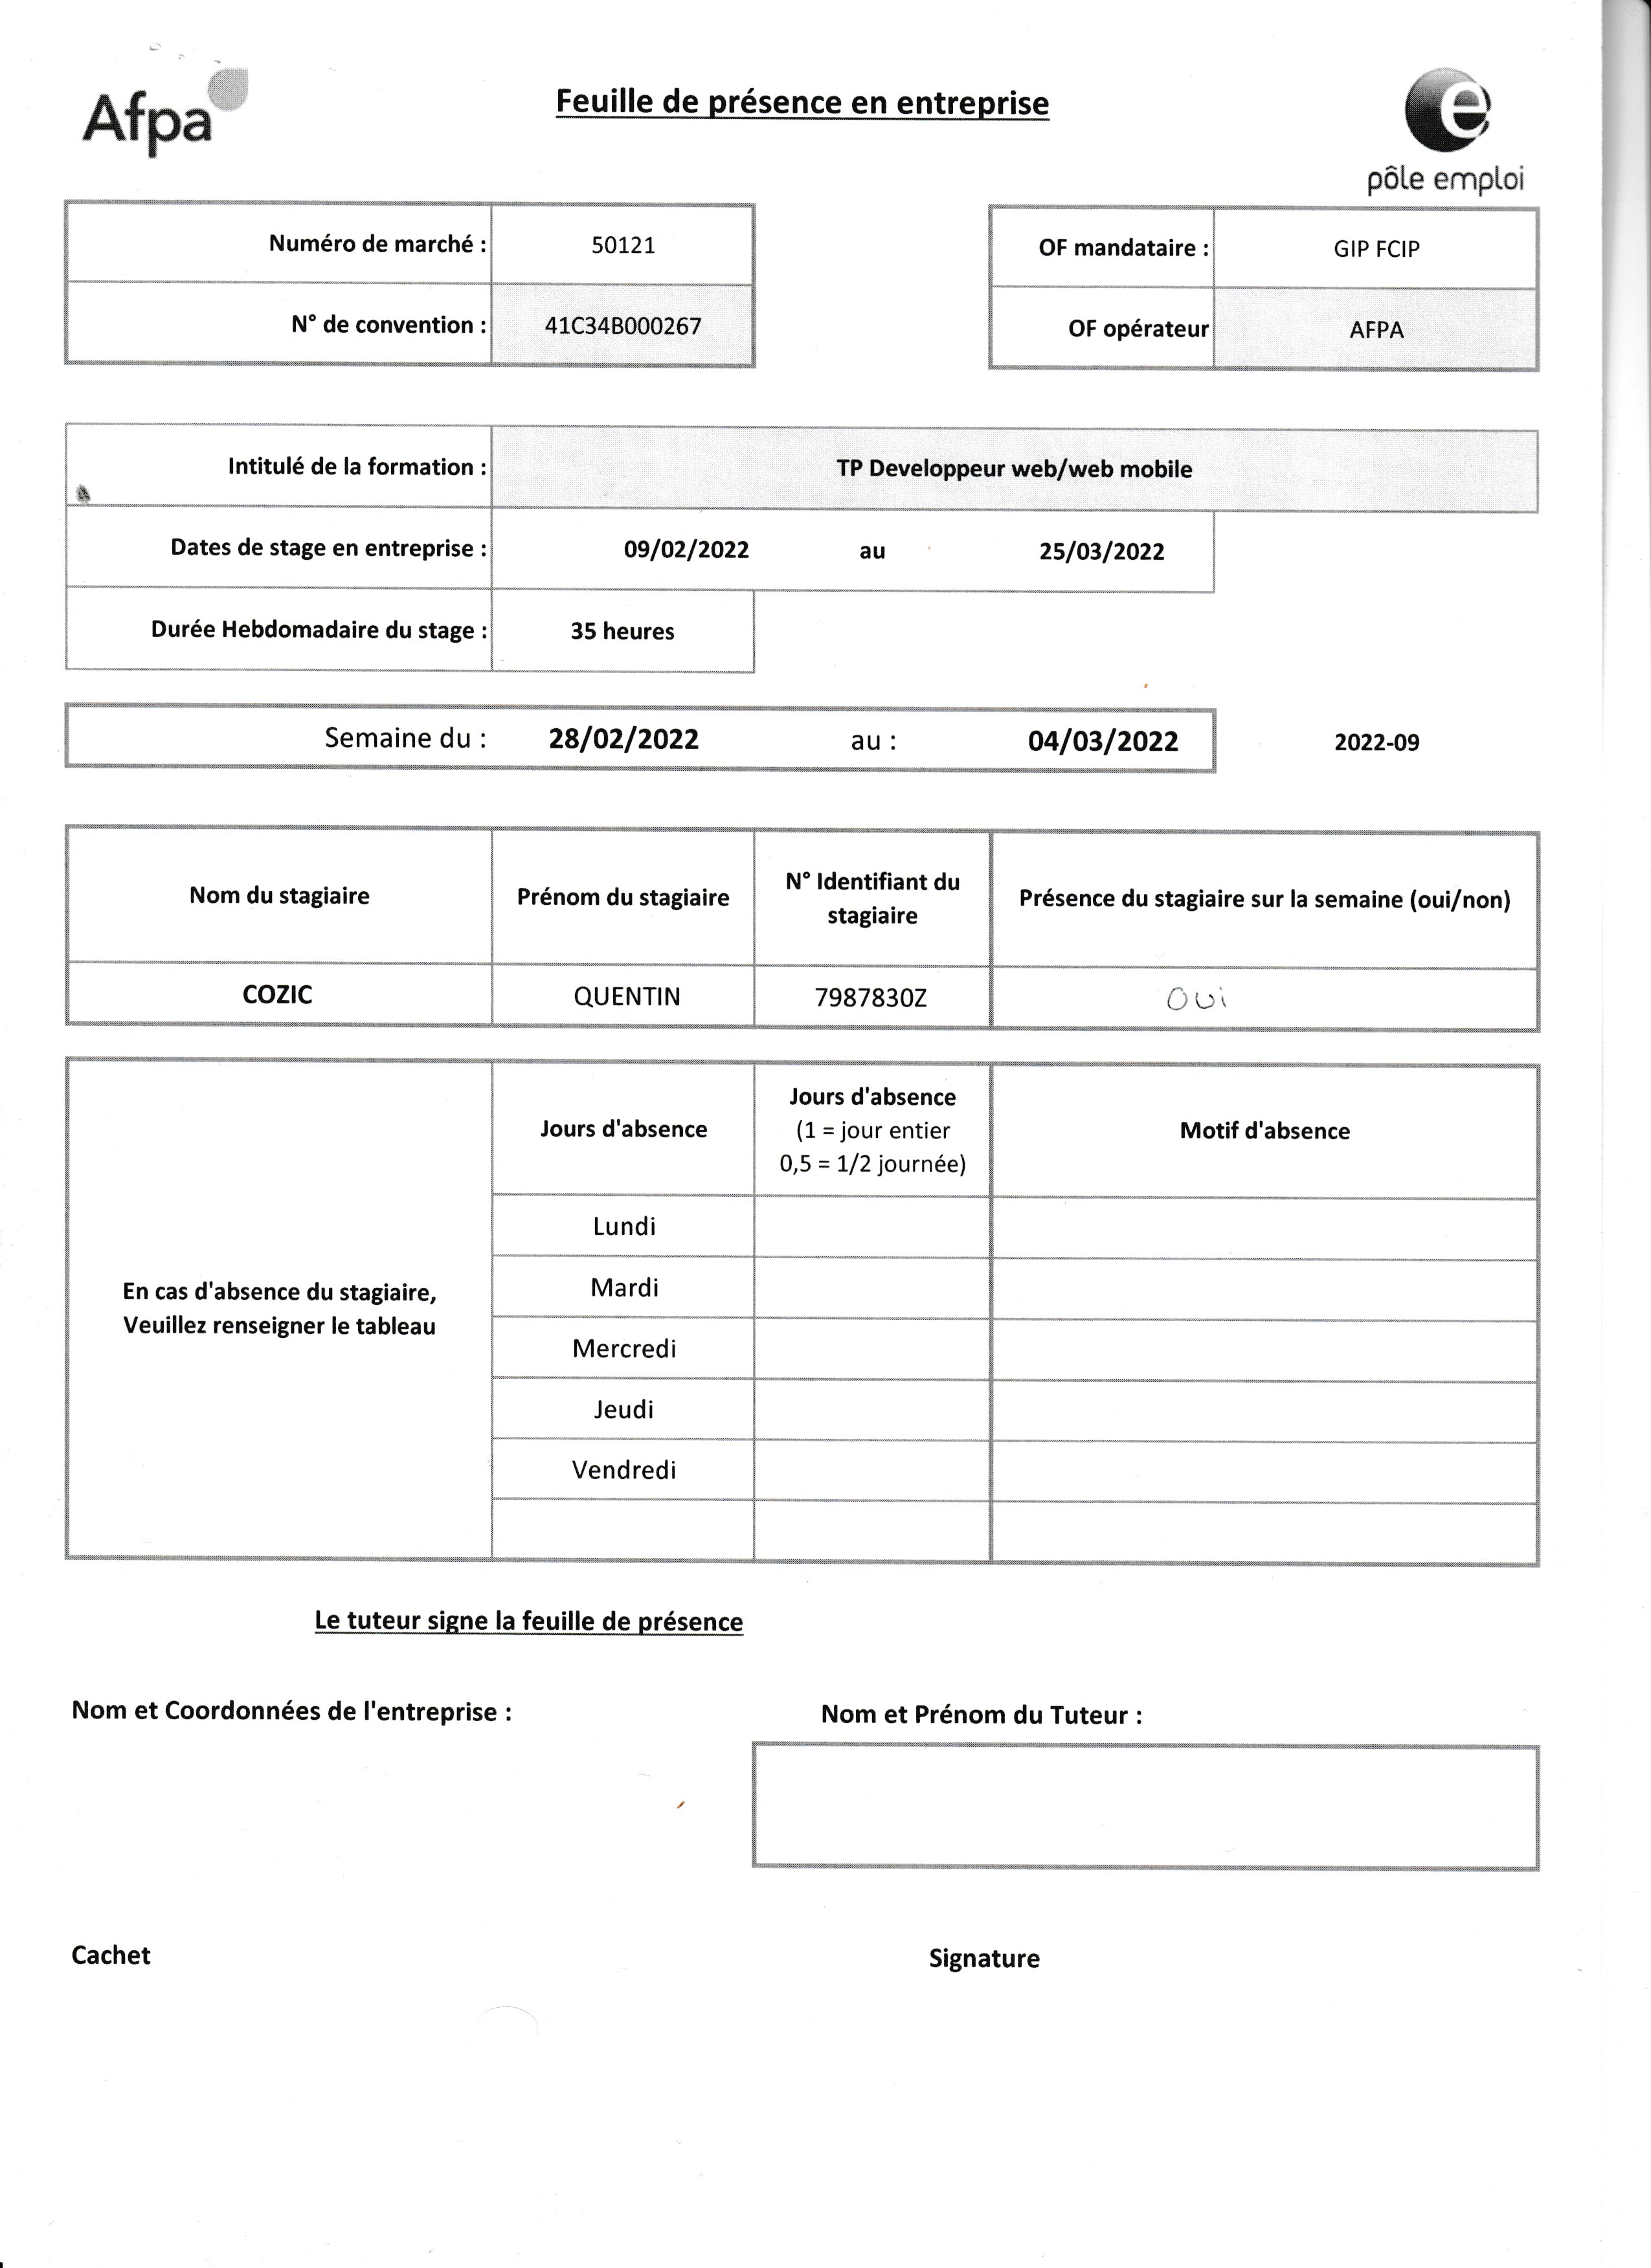 Afpa
Feuille de présence en entreprise
e
pôle emploi
Numéro de marché : 50121
OF mandataire : GIP FCIP
N° de convention : 41C34B000267
OF opérateur AFPA
Intitulé de la formation : TP Developpeur web/web mobile
Dates de stage en entreprise : 09/02/2022 au 25/03/2022
Durée Hebdomadaire du stage : 35 heures
Semaine du : 28/02/2022 au : 04/03/2022 2022-09
Nom du stagiaire
Prénom du stagiaire
N° Identifiant du
stagiaire
Présence du stagiaire sur la semaine (oui/non)
COZIC QUENTIN 7987830Z oui
En cas d'absence du stagiaire,
Veuillez renseigner le tableau
Jours d'absence
Jours d'absence
(1 = jour entier
0,5 = 1/2 journée)
Motif d'absence
Lundi
Mardi
Mercredi
Jeudi
Vendredi
Le tuteur signe la feuille de présence
Nom et Coordonnées de l'entreprise :
Nom et Prénom du Tuteur :
Cachet
Signature